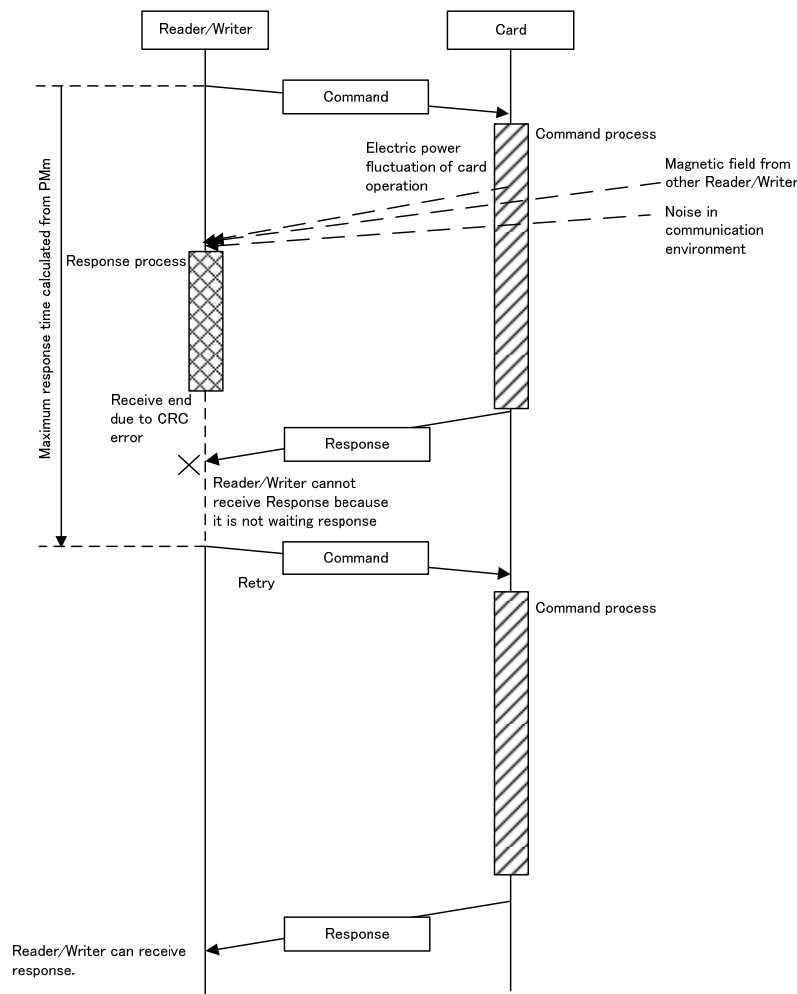 Reader/Writer
Card
Command
Command process
Electric power
fluctuation of card
operation
Magnetic field from
other Reader/Writer
Noise in
communication
environment
Maximum response time calculated from PMm
Response process
Receive end
due to CRC
error
Response
Reader/Writer cannot
receive Response because
it is not waiting response
Command
Retry
Command process
Response
Reader/Writer can receive
response.